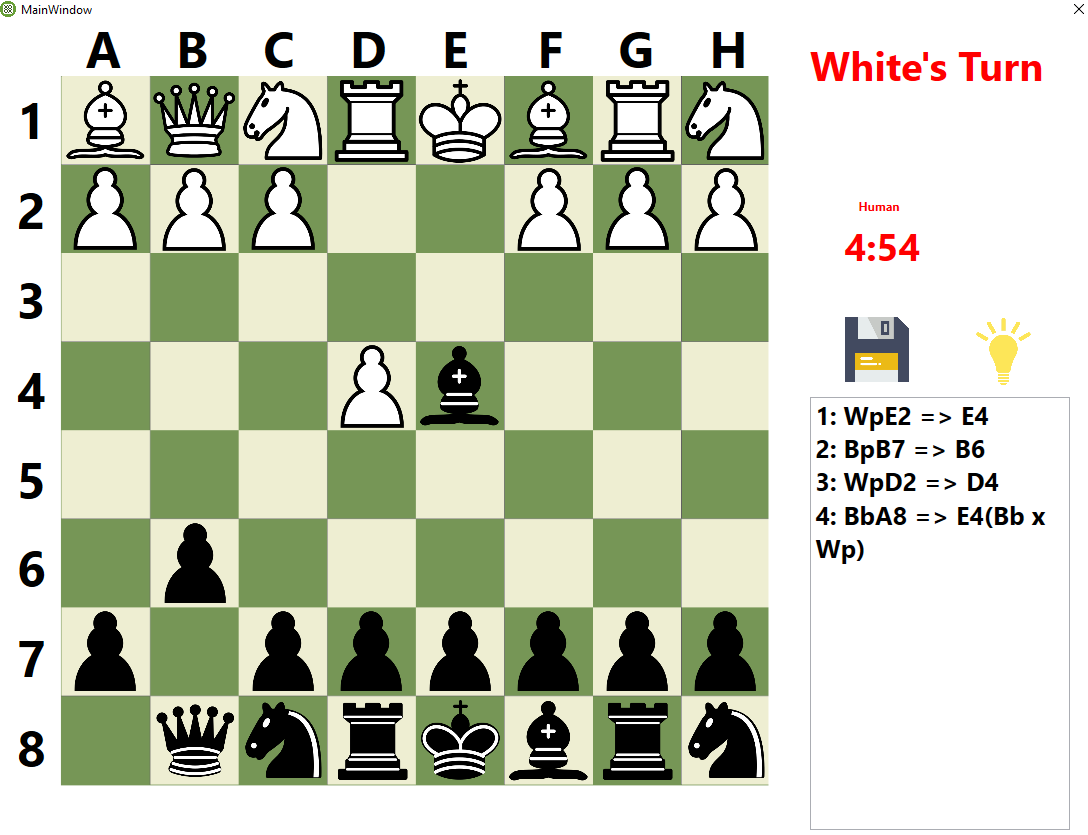 MainWindow
A B C D E F G H
White's Turn
1
2
Human
3
4:54
4
1: WpE2 => E4
2: BpB7 => B6
5
3: WpD2 => D4
4: BbA8 => E4(Bb x
Wp)
6
7
8